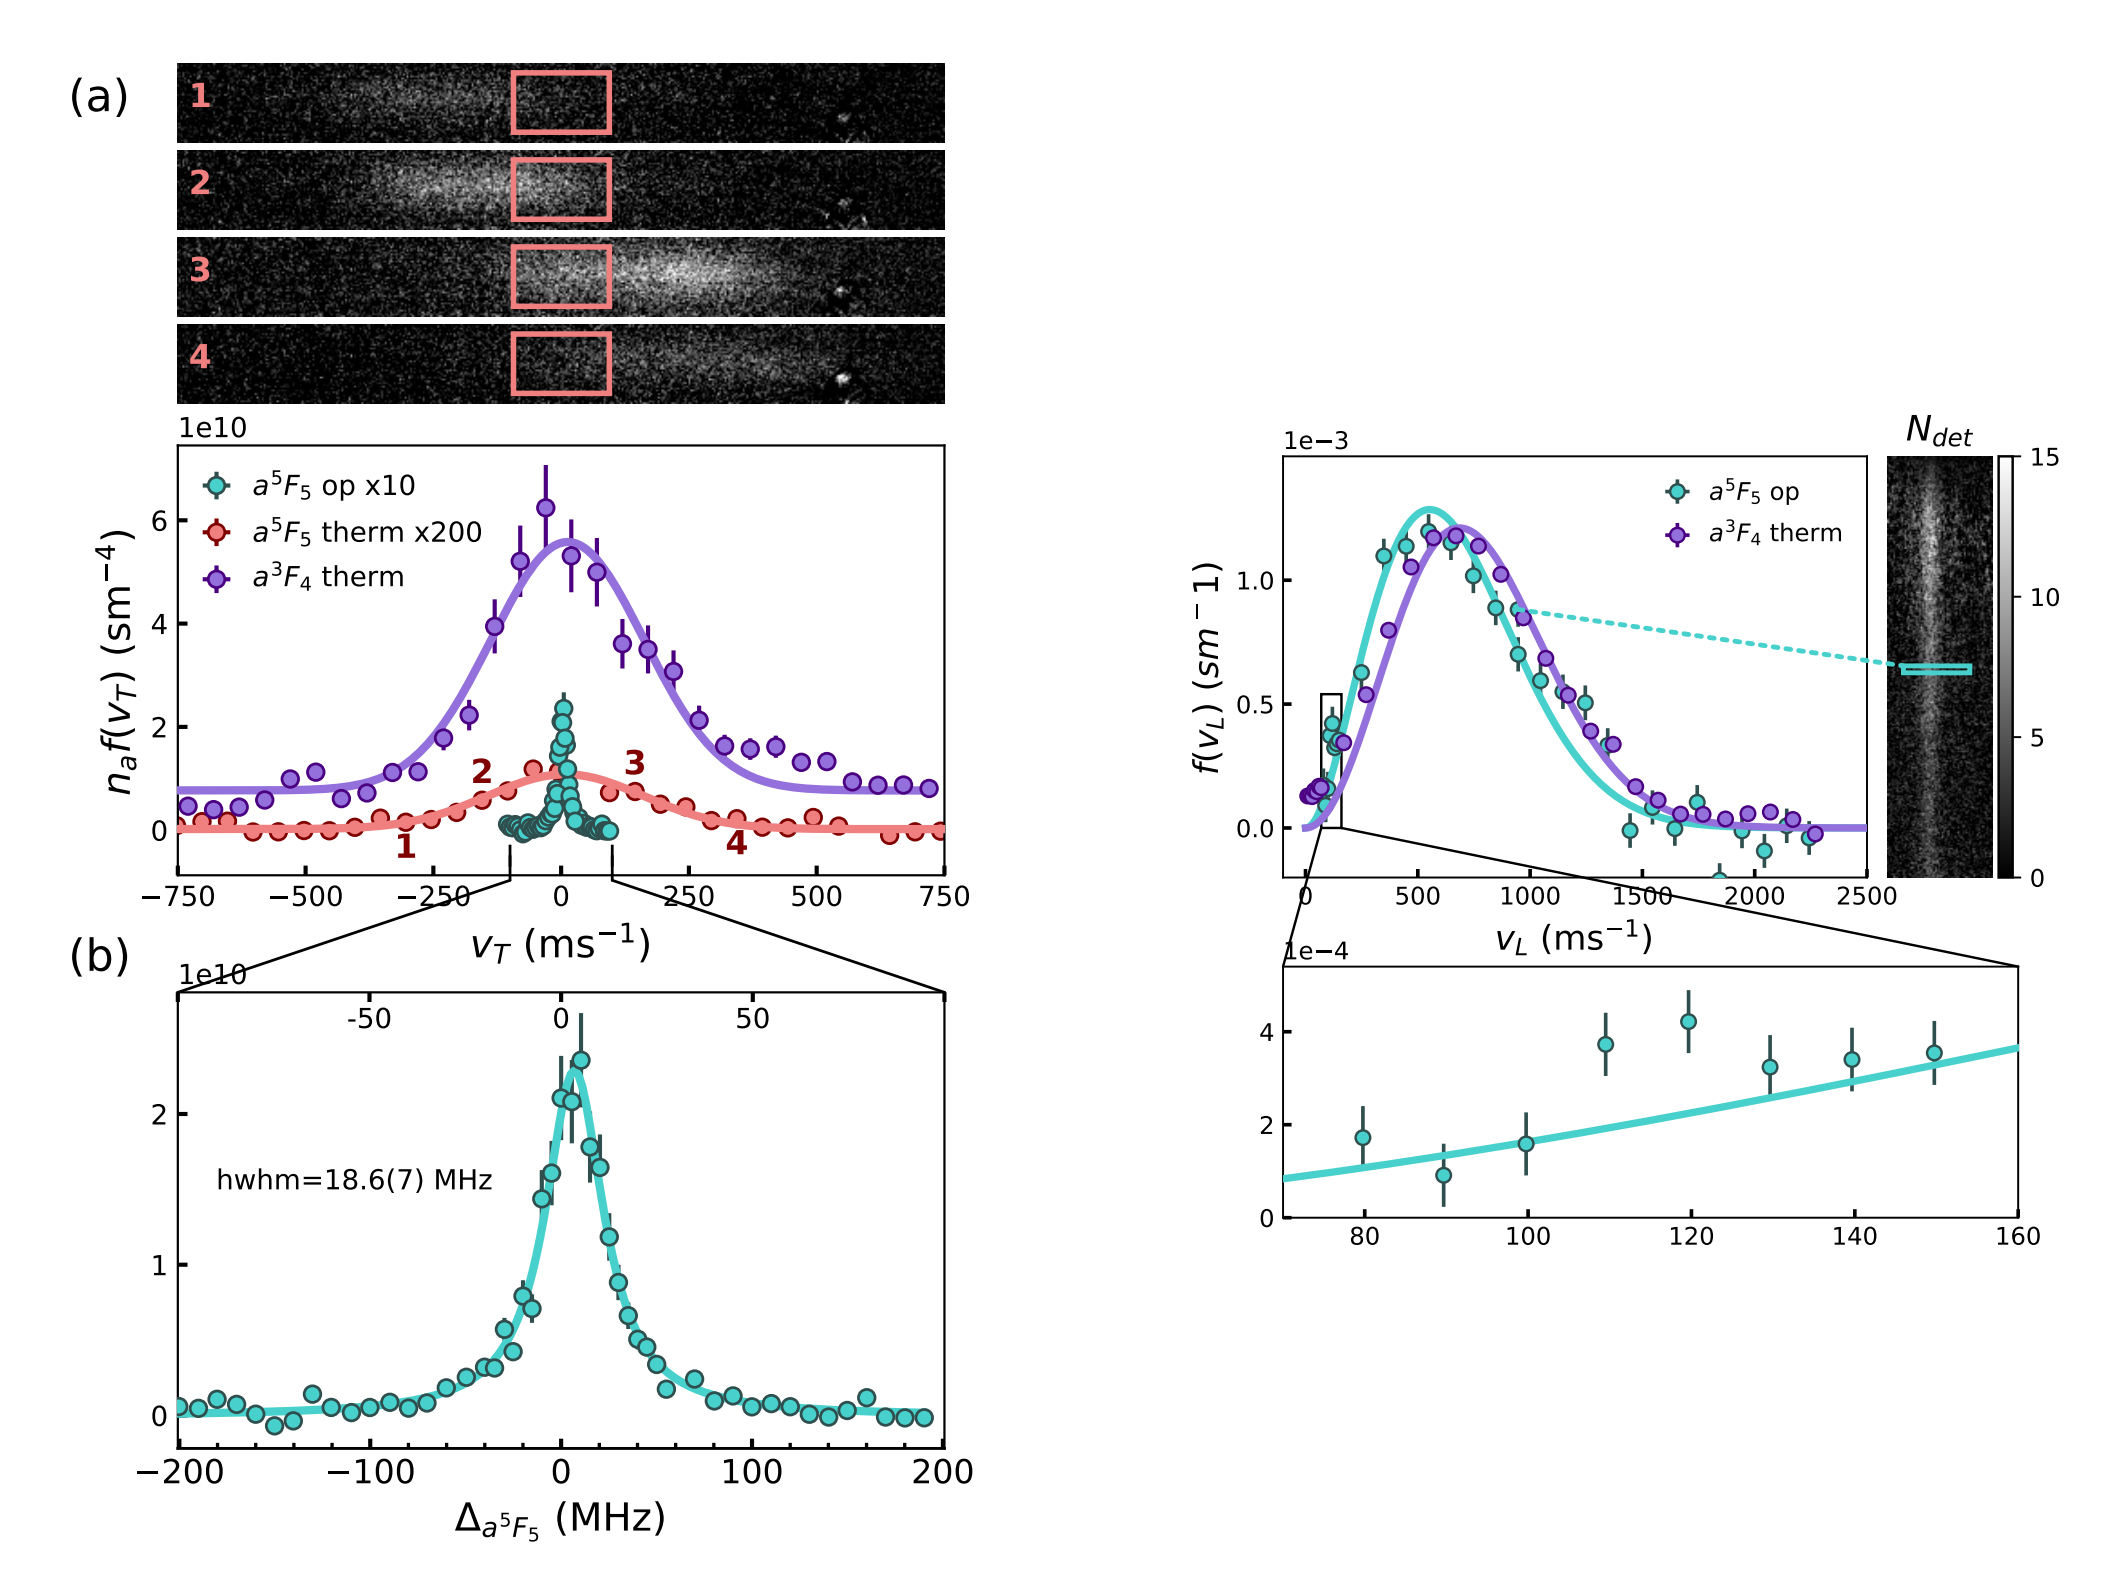 (a)
1
2
3
4
1e10
a⁵F₅ op x10
a⁵F₅ therm x200
a³F₄ therm
nₐf(v_T) (sm⁻⁴)
6
4
2
0
1
2
3
4
−750
−500
−250
0
250
500
750
v_T (ms⁻¹)
(b)
1e10
-50
0
50
hwhm=18.6(7) MHz
2
1
0
−200
−100
0
100
200
Δ_a⁵F₅ (MHz)
1e−3
a⁵F₅ op
a³F₄ therm
f(v_L) (sm − 1)
1.0
0.5
0.0
0
500
1000
1500
2000
2500
v_L (ms⁻¹)
N_det
15
10
5
0
1e−4
4
2
0
80
100
120
140
160